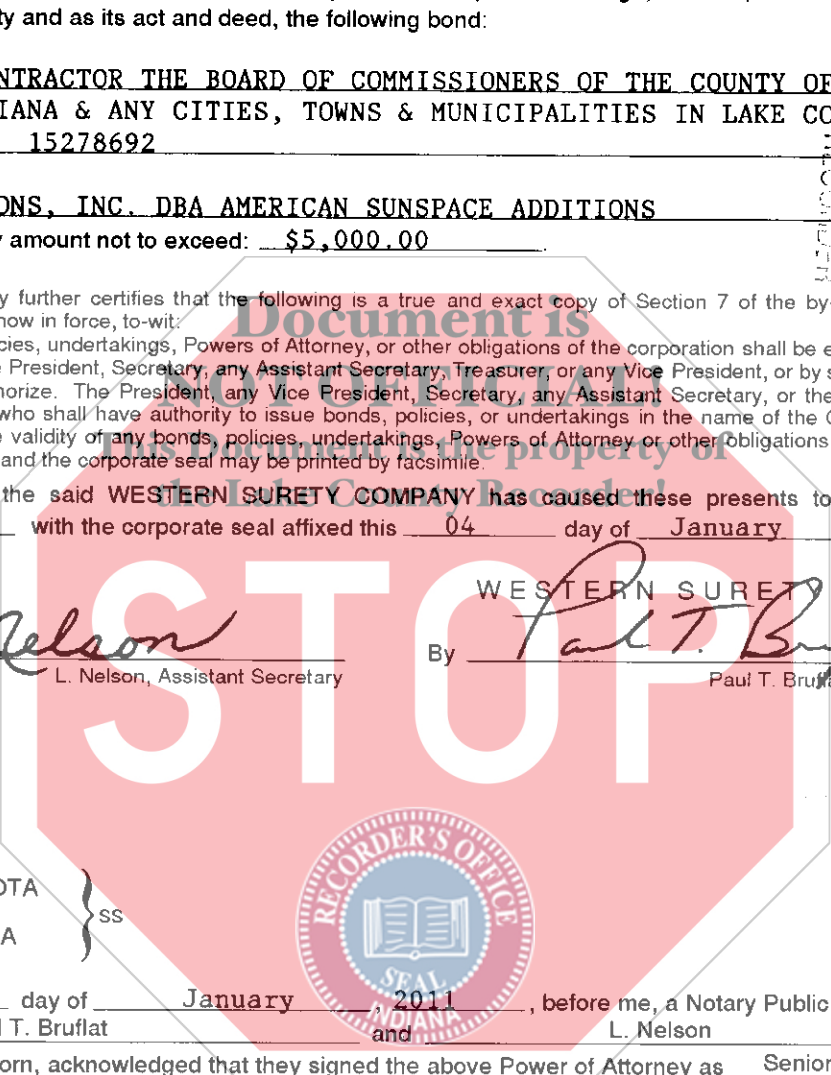 ty and as its act and deed, the following bond:
NTRACTOR THE BOARD OF COMMISSIONERS OF THE COUNTY OF
IANA & ANY CITIES, TOWNS & MUNICIPALITIES IN LAKE CO
15278692
ONS, INC. DBA AMERICAN SUNSPACE ADDITIONS
y amount not to exceed: $5,000.00
y further certifies that the following is a true and exact copy of Section 7 of the by-
now in force, to-wit:
Document is
cies, undertakings, Powers of Attorney, or other obligations of the corporation shall be e
e President, Secretary, any Assistant Secretary, Treasurer, or any Vice President, or by s
horize. The President, any Vice President, Secretary, any Assistant Secretary, or the
NOT OFFICIAL!
who shall have authority to issue bonds, policies, or undertakings in the name of the C
e validity of any bonds, policies, undertakings, Powers of Attorney or other obligations
This Document is the property of
and the corporate seal may be printed by facsimile.
the said WESTERN SURETY COMPANY has caused these presents to
the Lake County Recorder!
with the corporate seal affixed this 04 day of January
STOP
WESTERN SURETY
Nelson
By Paul T. Bru
L. Nelson, Assistant Secretary
Paul T. Brufla
RECORDER'S OFFICE
SEAL
INDIANA
OTA
ss
A
day of January, 2011, before me, a Notary Public
l T. Bruflat and L. Nelson
orn, acknowledged that they signed the above Power of Attorney as Senior